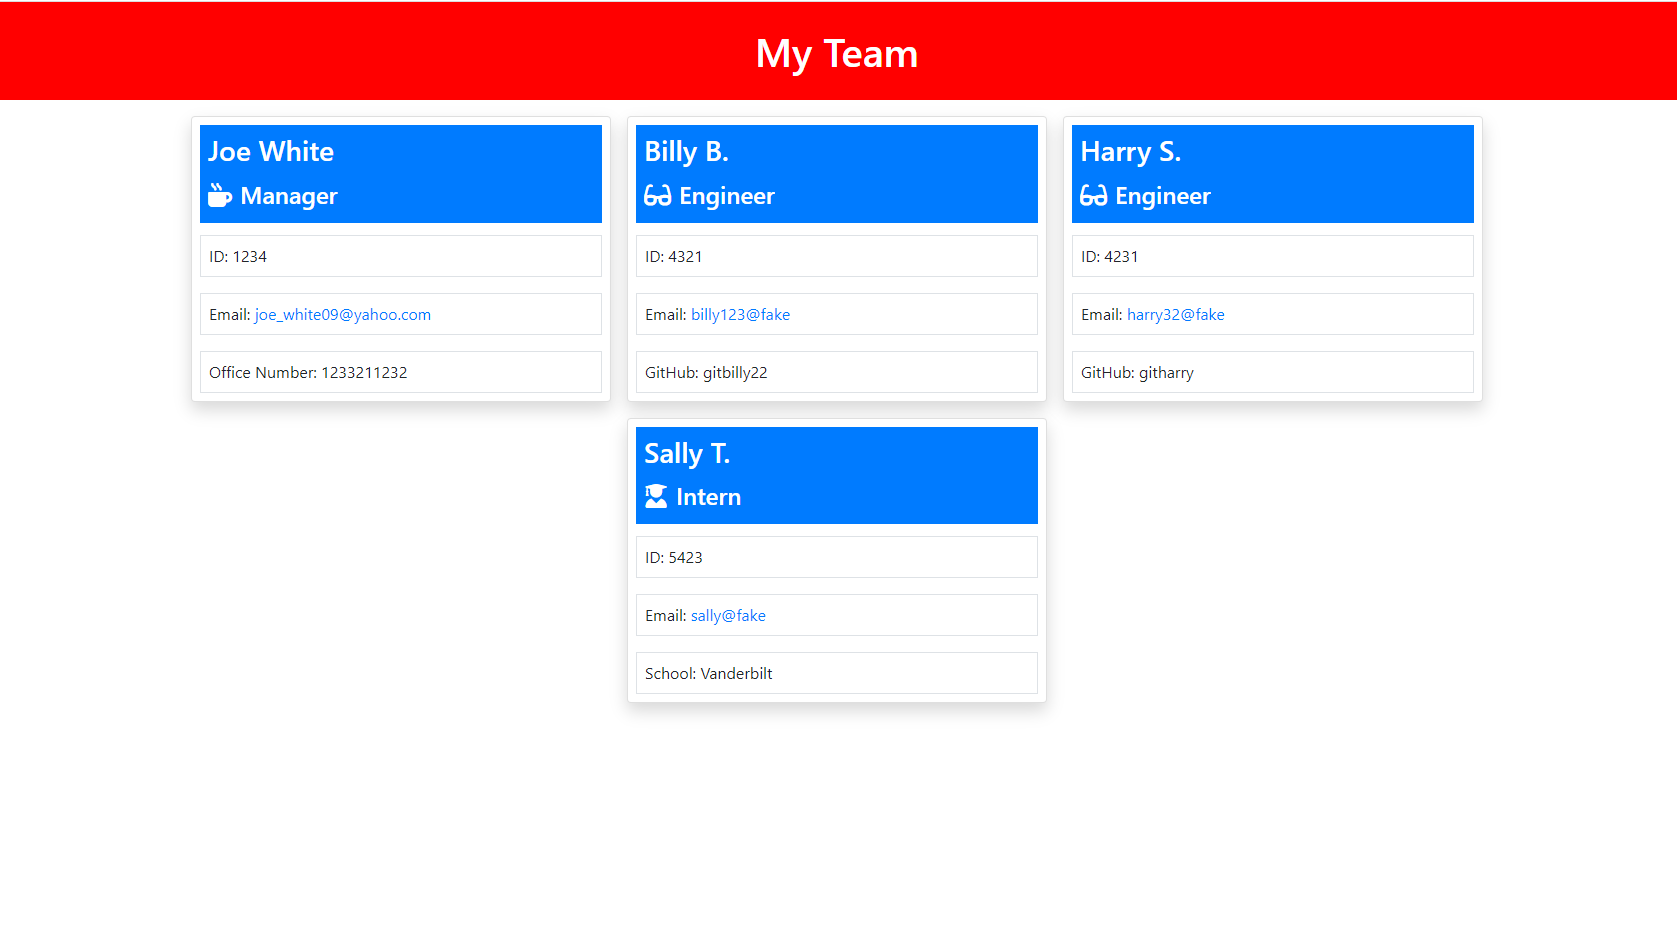 My Team
Joe White
Manager
ID: 1234
Email: joe_white09@yahoo.com
Office Number: 1233211232
Billy B.
Engineer
ID: 4321
Email: billy123@fake
GitHub: gitbilly22
Harry S.
Engineer
ID: 4231
Email: harry32@fake
GitHub: githarry
Sally T.
Intern
ID: 5423
Email: sally@fake
School: Vanderbilt